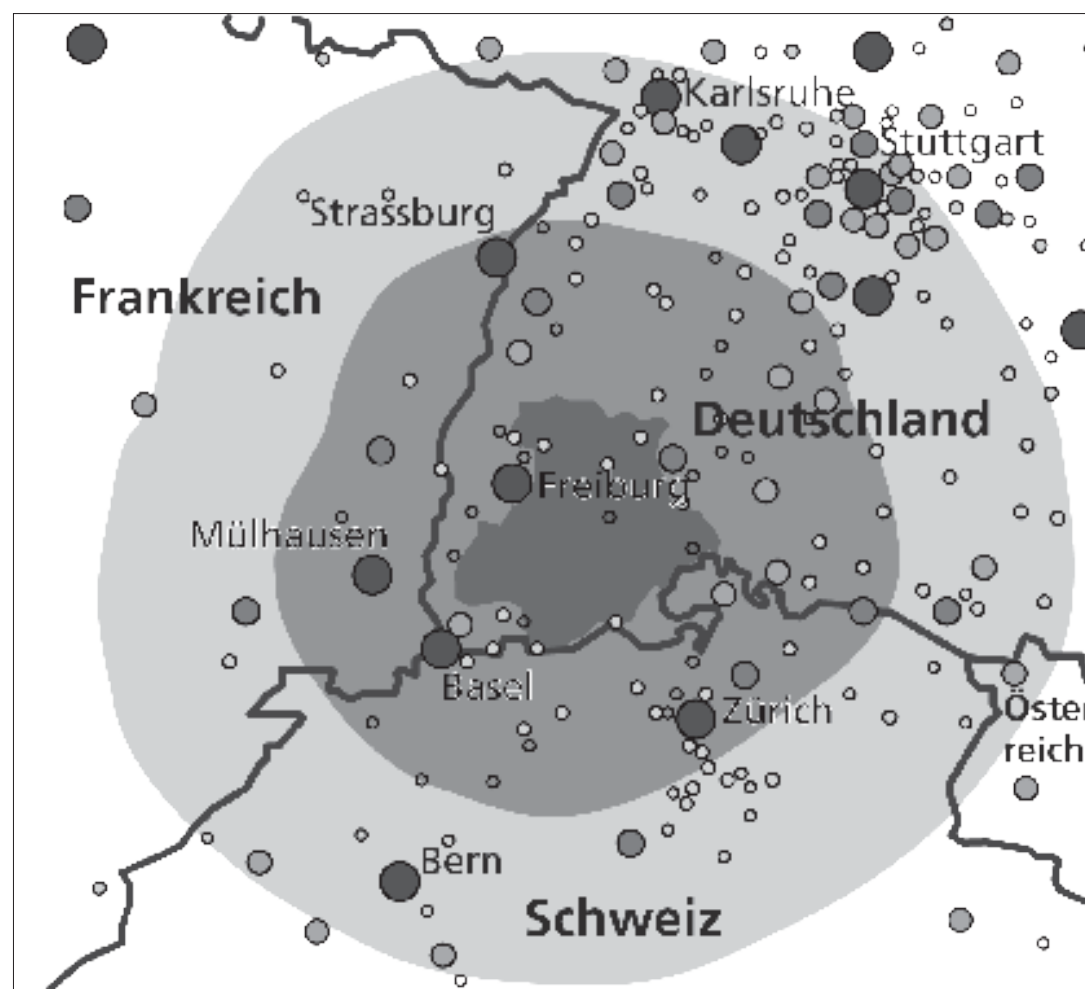 Karlsruhe
Stuttgart
Strassburg
Frankreich
Deutschland
Freiburg
Mülhausen
Basel
Zürich
Öster
reich
Bern
Schweiz